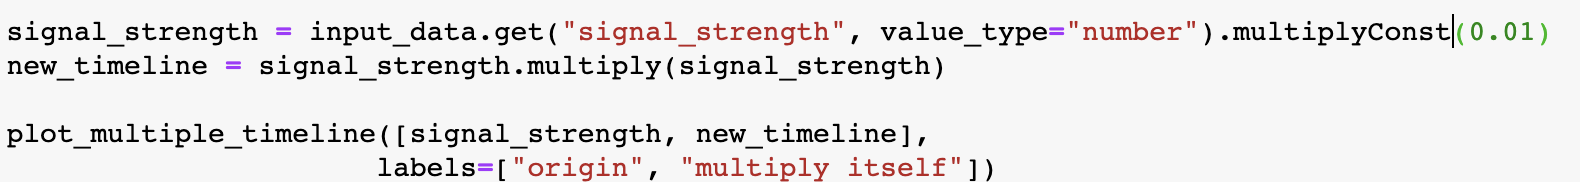 signal_strength = input_data.get("signal_strength", value_type="number").multiplyConst(0.01)
new_timeline = signal_strength.multiply(signal_strength)
plot_multiple_timeline([signal_strength, new_timeline],
labels=["origin", "multiply itself"])